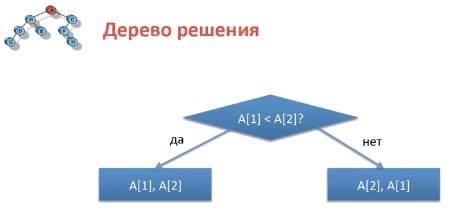 Дерево решения
A[1] < A[2]?
да
нет
A[1], A[2]
A[2], A[1]